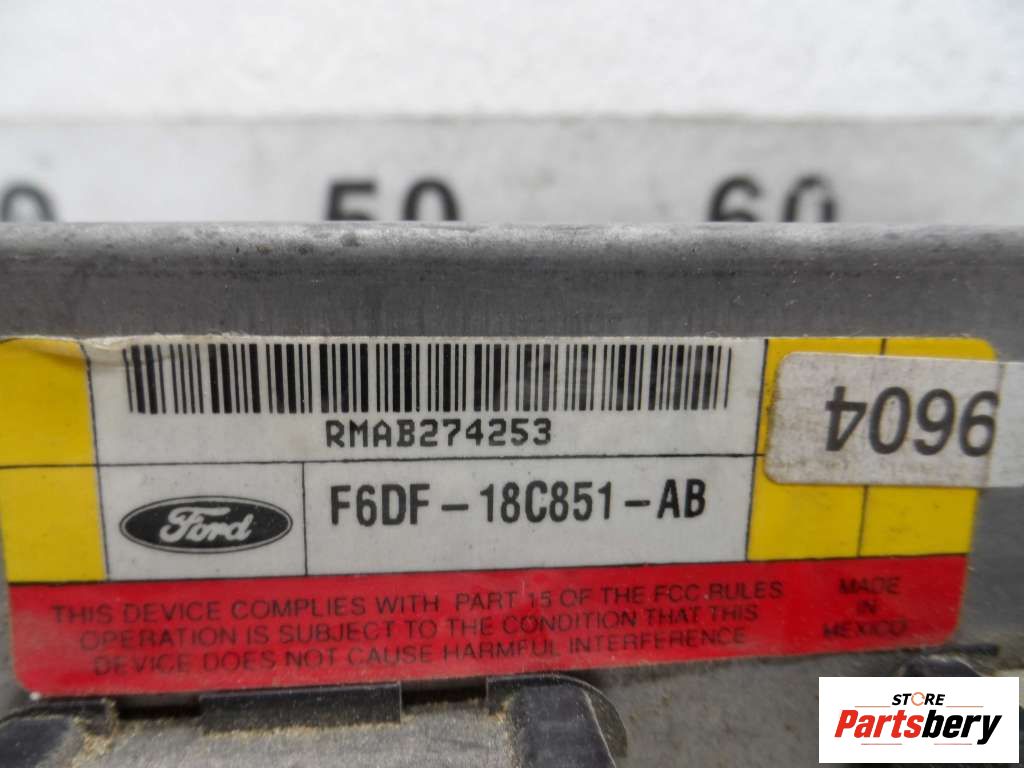 50 60
RMAB274253
9604
Ford
F6DF-18C851-AB
THIS DEVICE COMPLIES WITH PART 15 OF THE FCC RULES
OPERATION IS SUBJECT TO THE CONDITION THAT THIS
DEVICE DOES NOT CAUSE HARMFUL INTERFERENCE
MADE
IN
MEXICO
STORE
Partsbery